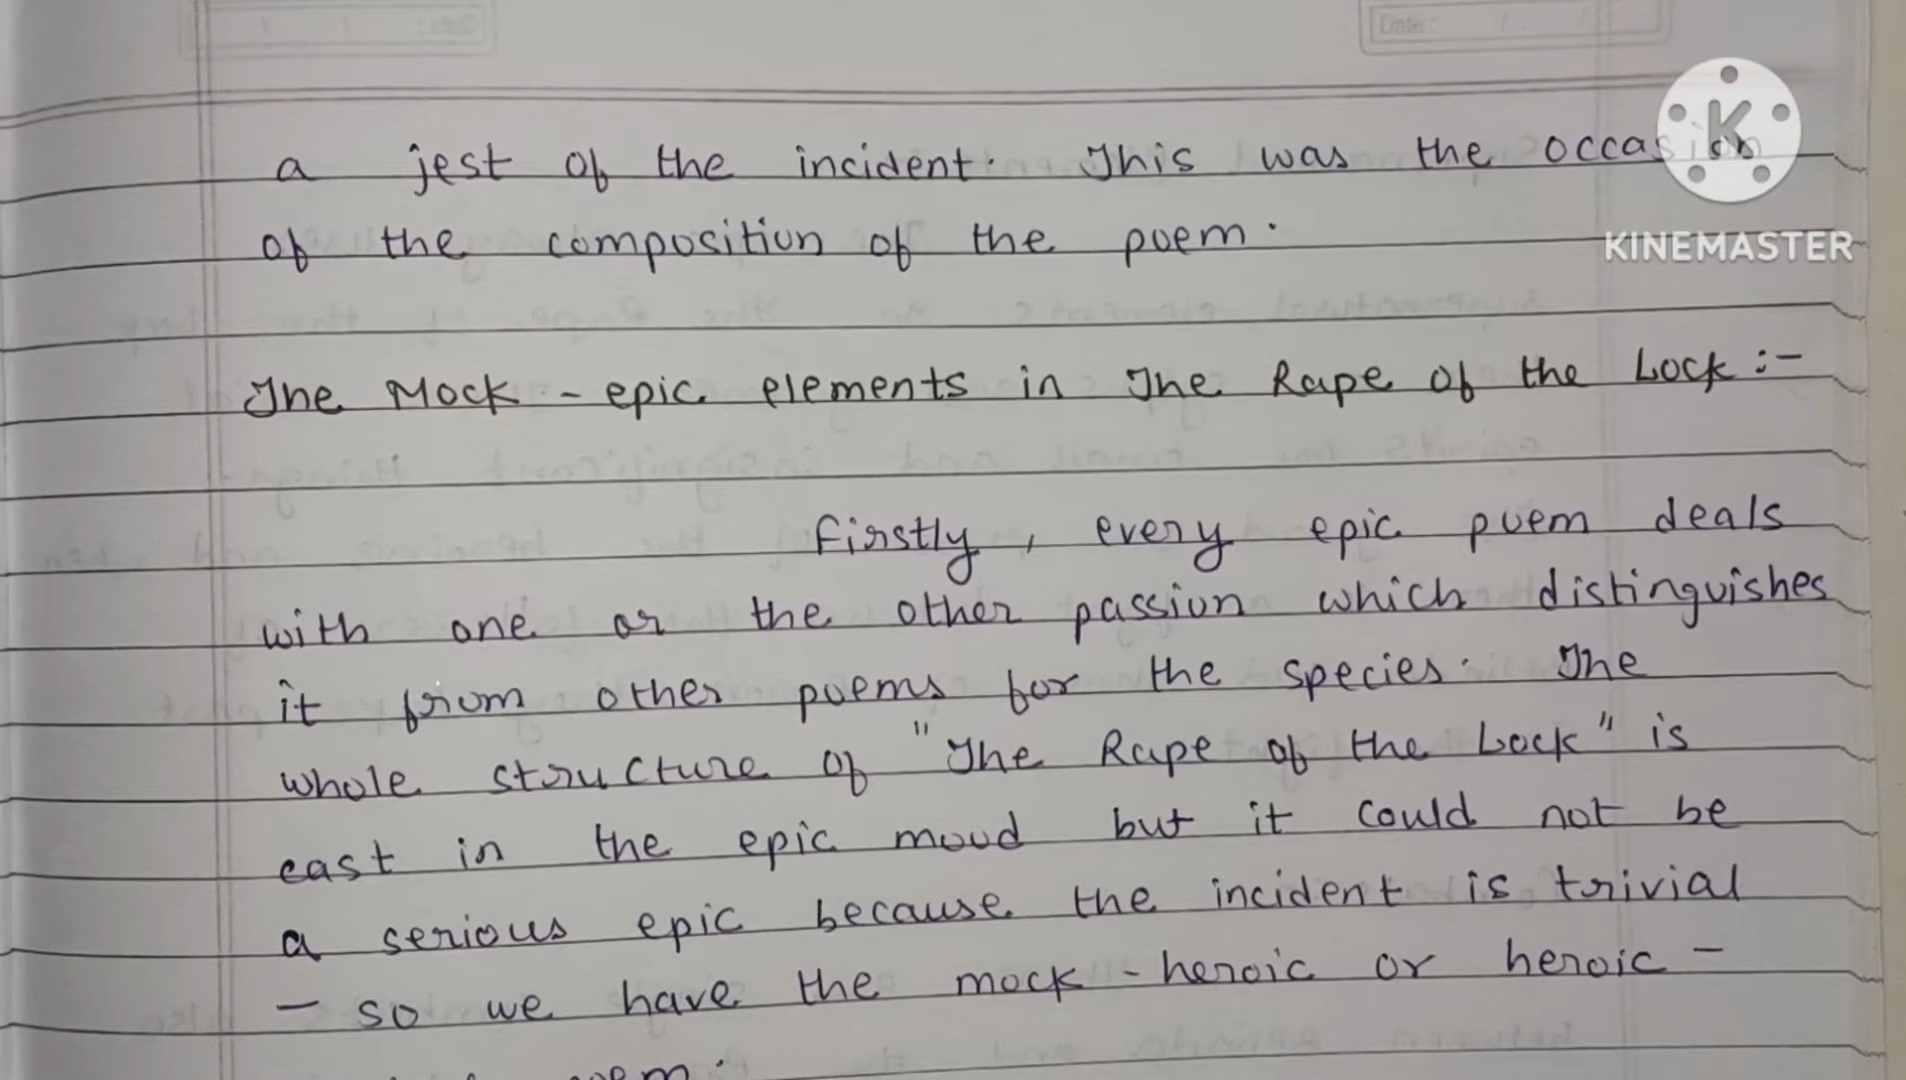 Date: / /
a jest of the incident. This was the occasion
of the composition of the poem.
KINEMASTER
The Mock-epic elements in The Rape of the Lock :-
Firstly, every epic poem deals
with one or the other passion which distinguishes
it from other poems for the species. The
whole structure of "The Rape of the Lock" is
cast in the epic mood but it could not be
a serious epic because the incident is trivial
- so we have the mock-heroic or heroic -
poem.